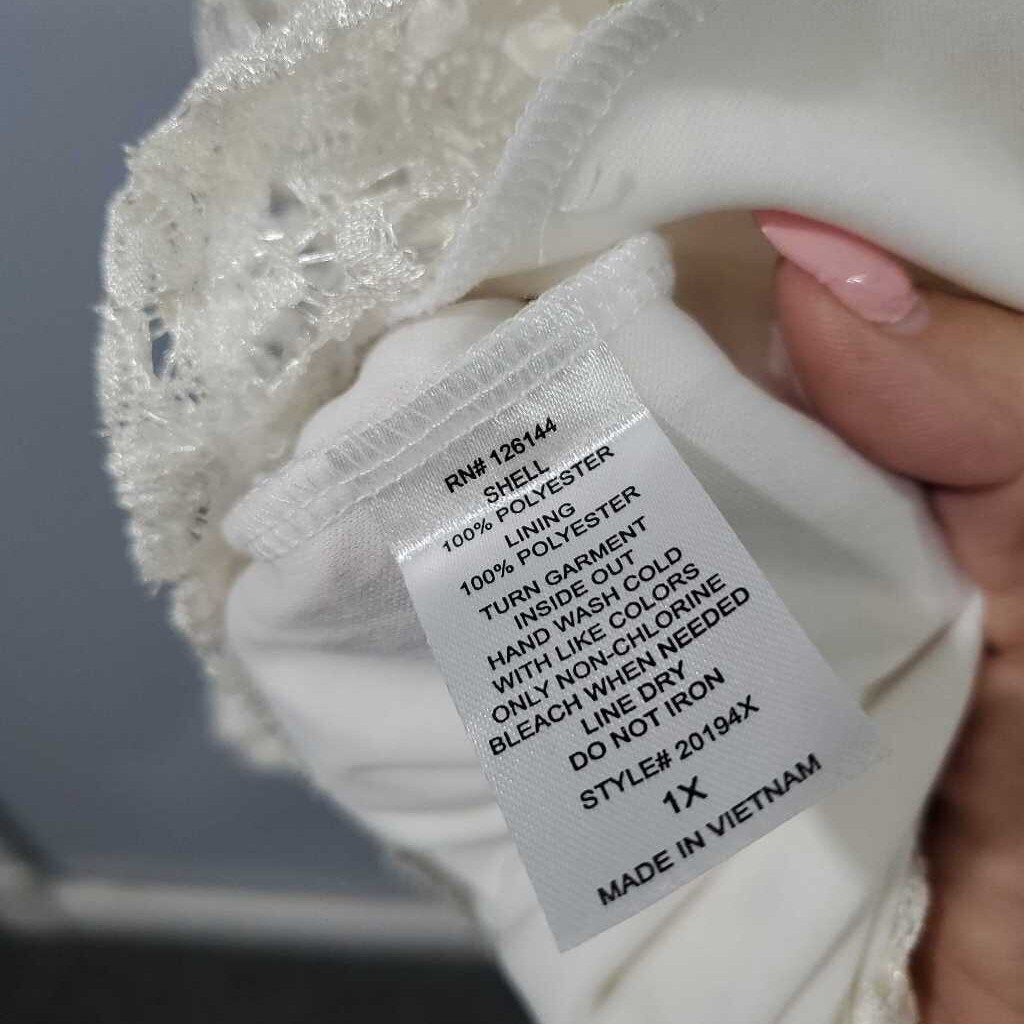 RN# 126144
SHELL
100% POLYESTER
LINING
100% POLYESTER
TURN GARMENT
INSIDE OUT
HAND WASH COLD
WITH LIKE COLORS
ONLY NON-CHLORINE
BLEACH WHEN NEEDED
LINE DRY
DO NOT IRON
STYLE# 20194X
1X
MADE IN VIETNAM